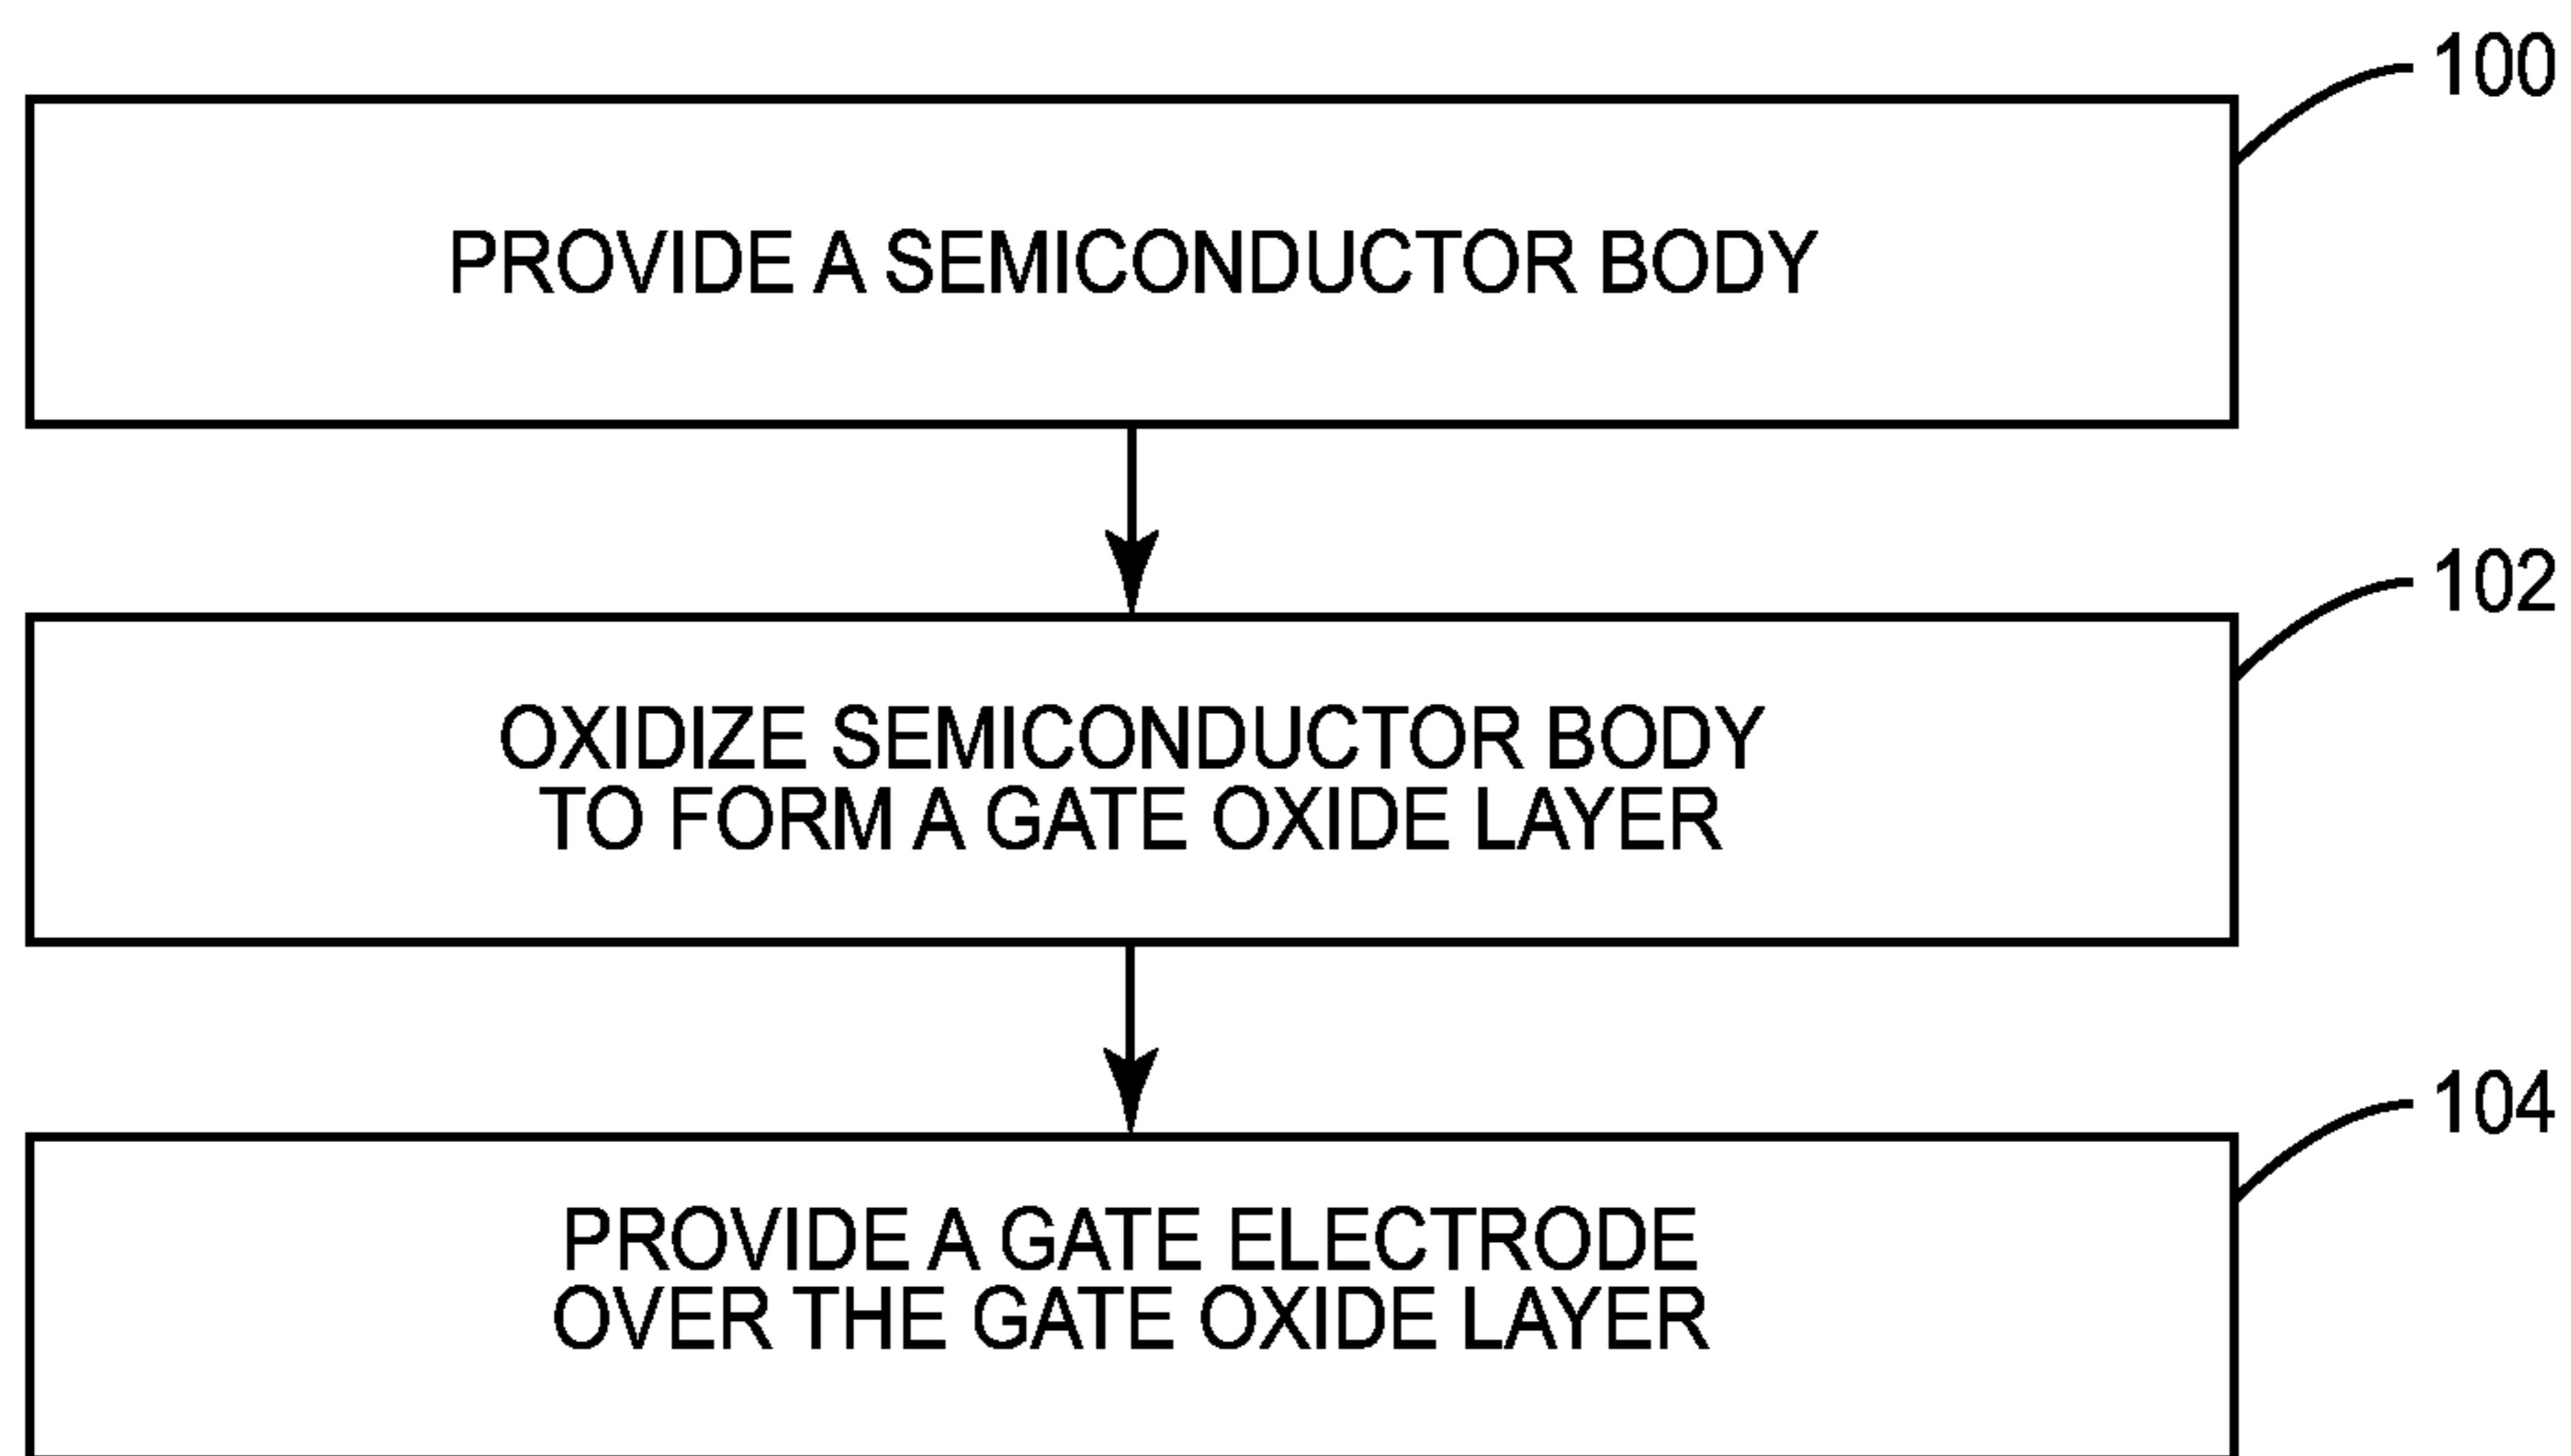 100
PROVIDE A SEMICONDUCTOR BODY
102
OXIDIZE SEMICONDUCTOR BODY
TO FORM A GATE OXIDE LAYER
104
PROVIDE A GATE ELECTRODE
OVER THE GATE OXIDE LAYER